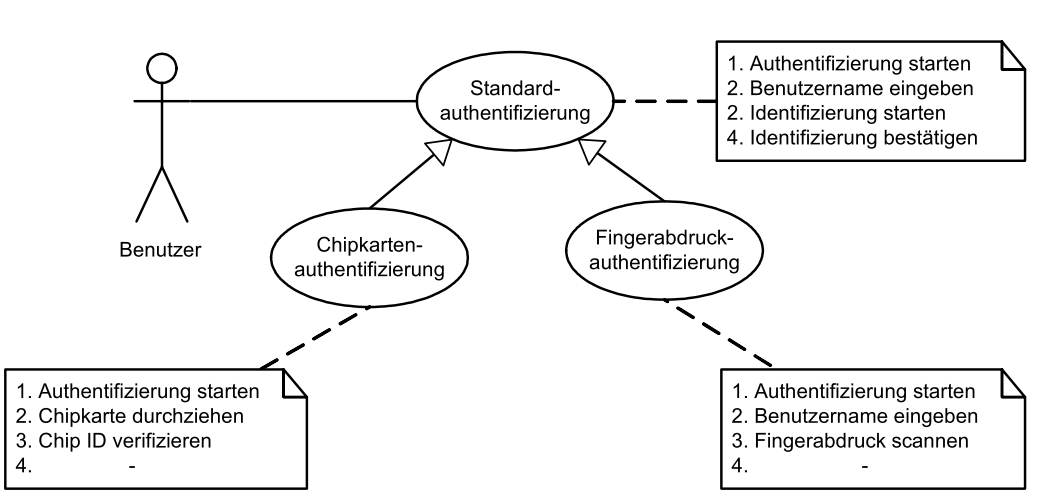 Standard-
authentifizierung
1. Authentifizierung starten
2. Benutzername eingeben
2. Identifizierung starten
4. Identifizierung bestätigen
Benutzer
Chipkarten-
authentifizierung
Fingerabdruck-
authentifizierung
1. Authentifizierung starten
2. Chipkarte durchziehen
3. Chip ID verifizieren
4. -
1. Authentifizierung starten
2. Benutzername eingeben
3. Fingerabdruck scannen
4. -